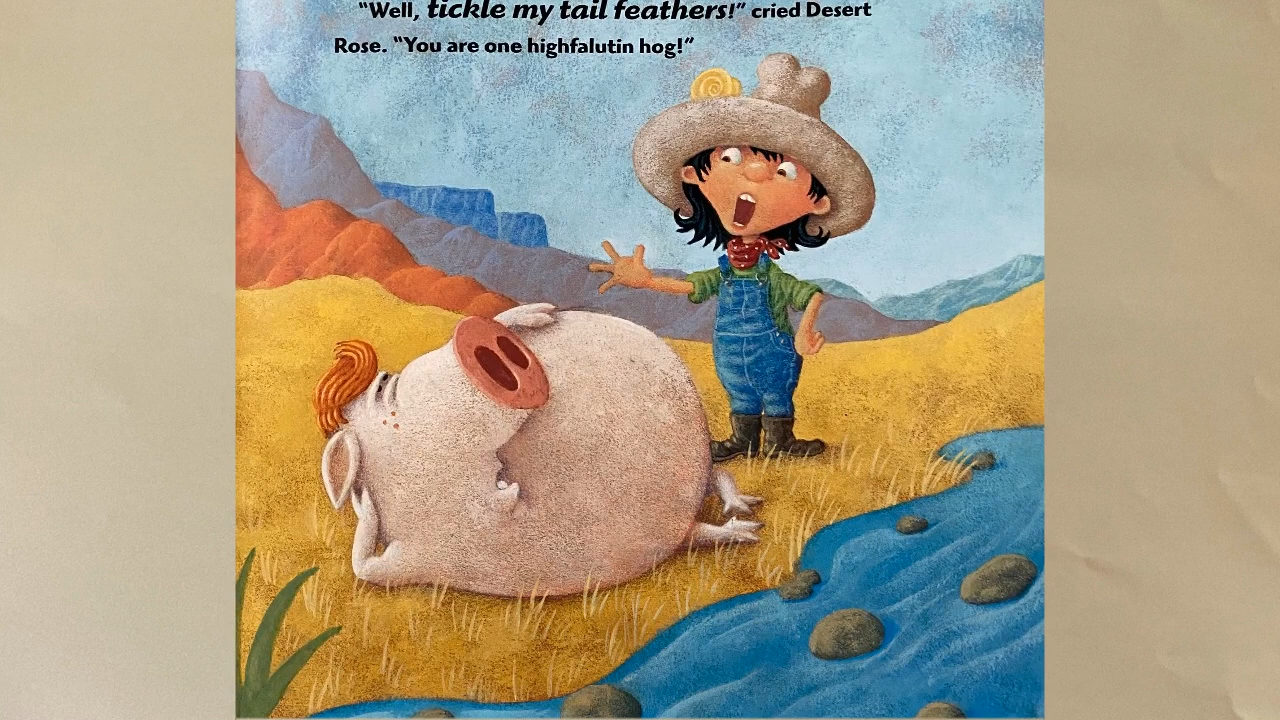 “Well, tickle my tail feathers!” cried Desert
Rose. “You are one highfalutin hog!”